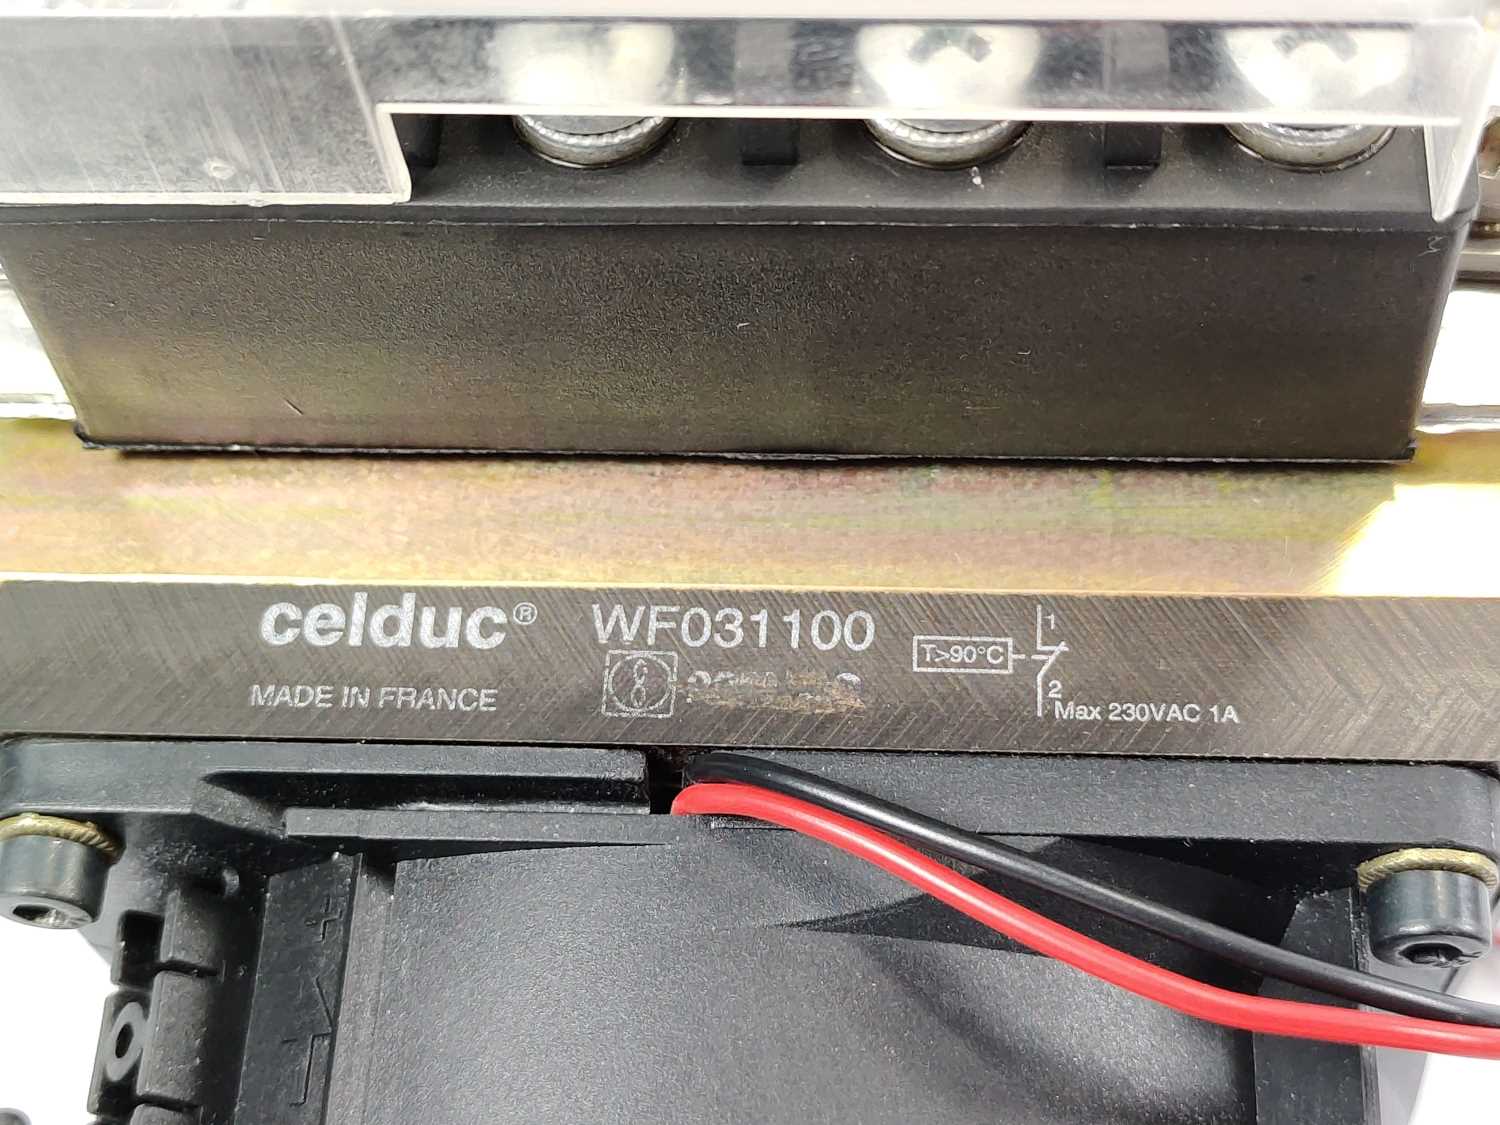 celduc® WF031100
MADE IN FRANCE
T>90°C
1
2
Max 230VAC 1A